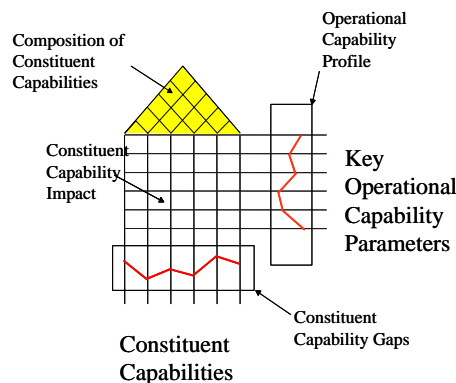 Composition of
Constituent
Capabilities
Operational
Capability
Profile
Constituent
Capability
Impact
Key
Operational
Capability
Parameters
Constituent
Capability Gaps
Constituent
Capabilities